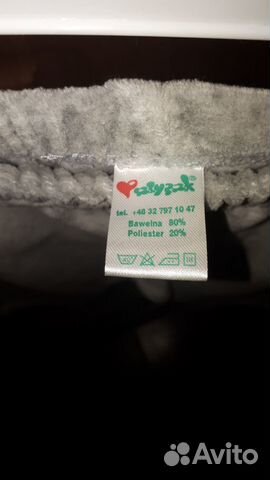 tel. +48 32 797 10 47
Bawełna 80%
Poliester 20%
Avito